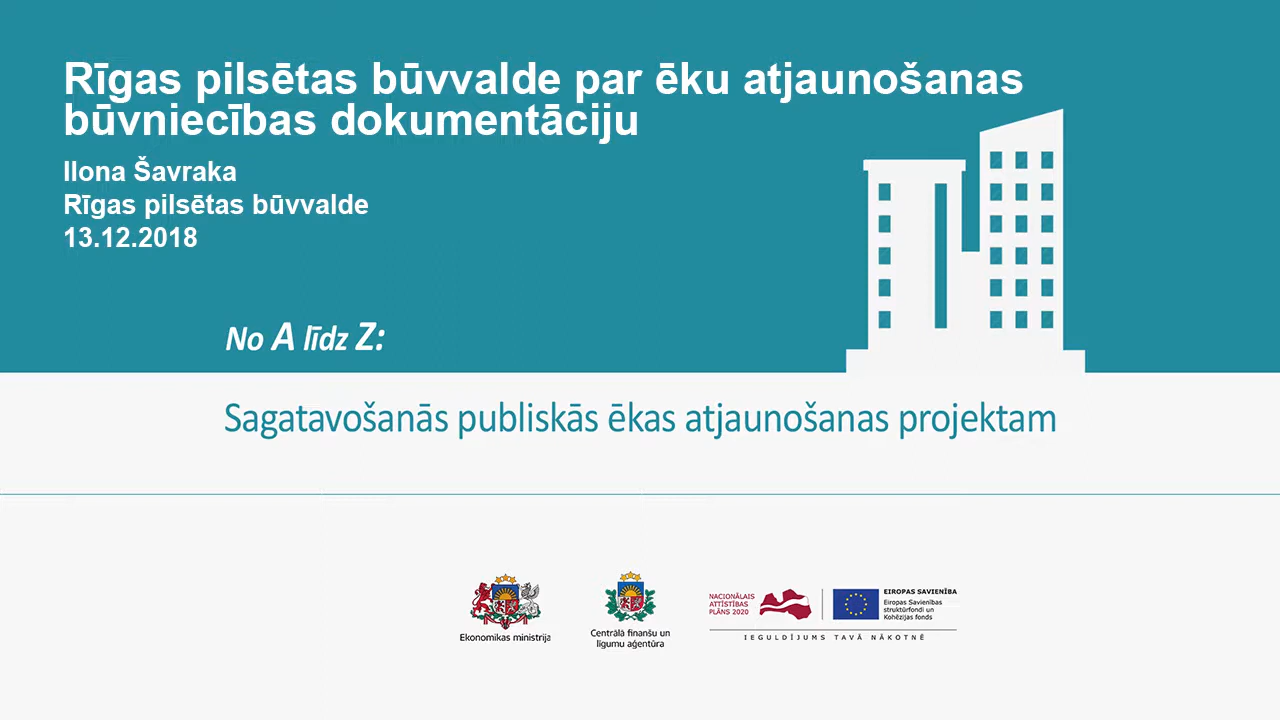 Rīgas pilsētas būvvalde par ēku atjaunošanas
būvniecības dokumentāciju
Ilona Šavraka
Rīgas pilsētas būvvalde
13.12.2018
No A līdz Z:
Sagatavošanās publiskās ēkas atjaunošanas projektam
Ekonomikas ministrija
Centrālā finanšu un
līgumu aģentūra
NACIONĀLAIS
ATTĪSTĪBAS
PLĀNS 2020
EIROPAS SAVIENĪBA
Eiropas Savienības
struktūrfondi un
Kohēzijas fonds
IEGULDĪJUMS TAVĀ NĀKOTNĒ